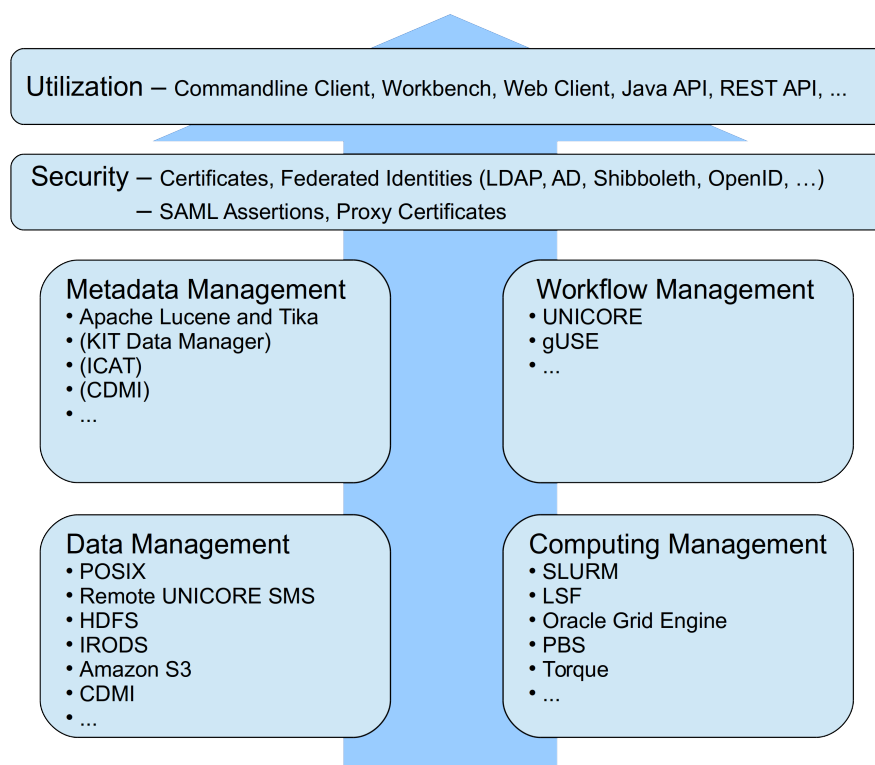 Utilization – Commandline Client, Workbench, Web Client, Java API, REST API, ...
Security – Certificates, Federated Identities (LDAP, AD, Shibboleth, OpenID, …)
– SAML Assertions, Proxy Certificates
Metadata Management
• Apache Lucene and Tika
• (KIT Data Manager)
• (ICAT)
• (CDMI)
• ...
Workflow Management
• UNICORE
• gUSE
• ...
Data Management
• POSIX
• Remote UNICORE SMS
• HDFS
• IRODS
• Amazon S3
• CDMI
• ...
Computing Management
• SLURM
• LSF
• Oracle Grid Engine
• PBS
• Torque
• ...